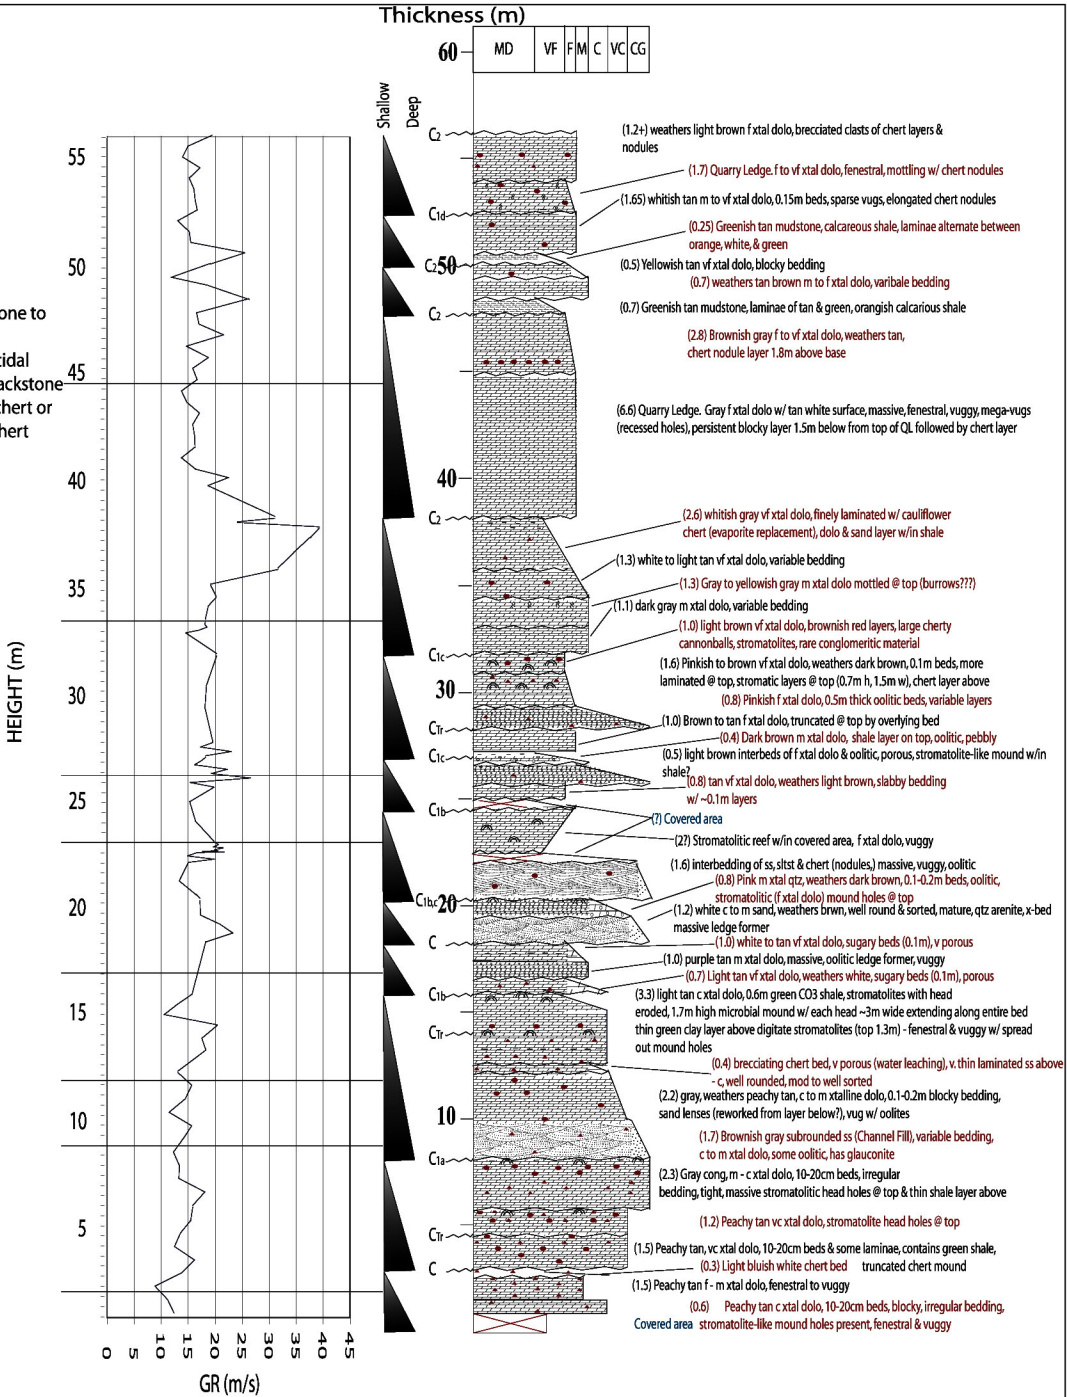 Thickness (m)
60
MD VF F M C VC CG
Shallow
Deep
55
50
45
40
35
30
25
20
15
10
5
HEIGHT (m)
0 5 10 15 20 25 30 35 40 45
GR (m/s)
one to
tidal
ackstone
chert or
hert
C2
C1d
C2
50
C2
40
C2
C1c
30
CTr
C1c
C1b
C1b,c
20
C
C1b
CTr
10
C1a
CTr
C
(1.2+) weathers light brown f xtal dolo, brecciated clasts of chert layers &
nodules
(1.7) Quarry Ledge. f to vf xtal dolo, fenestral, mottling w/ chert nodules
(1.65) whitish tan m to vf xtal dolo, 0.15m beds, sparse vugs, elongated chert nodules
(0.25) Greenish tan mudstone, calcareous shale, laminae alternate between
orange, white, & green
(0.5) Yellowish tan vf xtal dolo, blocky bedding
(0.7) weathers tan brown m to f xtal dolo, varibale bedding
(0.7) Greenish tan mudstone, laminae of tan & green, orangish calcarious shale
(2.8) Brownish gray f to vf xtal dolo, weathers tan,
chert nodule layer 1.8m above base
(6.6) Quarry Ledge. Gray f xtal dolo w/ tan white surface, massive, fenestral, vuggy, mega-vugs
(recessed holes), persistent blocky layer 1.5m below from top of QL followed by chert layer
(2.6) whitish gray vf xtal dolo, finely laminated w/ cauliflower
chert (evaporite replacement), dolo & sand layer w/in shale
(1.3) white to light tan vf xtal dolo, variable bedding
(1.3) Gray to yellowish gray m xtal dolo mottled @ top (burrows???)
(1.1) dark gray m xtal dolo, variable bedding
(1.0) light brown vf xtal dolo, brownish red layers, large cherty
cannonballs, stromatolites, rare conglomeritic material
(1.6) Pinkish to brown vf xtal dolo, weathers dark brown, 0.1m beds, more
laminated @ top, stromatic layers @ top (0.7m h, 1.5m w), chert layer above
(0.8) Pinkish f xtal dolo, 0.5m thick oolitic beds, variable layers
(1.0) Brown to tan f xtal dolo, truncated @ top by overlying bed
(0.4) Dark brown m xtal dolo, shale layer on top, oolitic, pebbly
(0.5) light brown interbeds of f xtal dolo & oolitic, porous, stromatolite-like mound w/in
shale?
(0.8) tan vf xtal dolo, weathers light brown, slabby bedding
w/ ~0.1m layers
(?) Covered area
(2?) Stromatolitic reef w/in covered area, f xtal dolo, vuggy
(1.6) interbedding of ss, sltst & chert (nodules,) massive, vuggy, oolitic
(0.8) Pink m xtal qtz, weathers dark brown, 0.1-0.2m beds, oolitic,
stromatolitic (f xtal dolo) mound holes @ top
(1.2) white c to m sand, weathers brwn, well round & sorted, mature, qtz arenite, x-bed
massive ledge former
(1.0) white to tan vf xtal dolo, sugary beds (0.1m), v porous
(1.0) purple tan m xtal dolo, massive, oolitic ledge former, vuggy
(0.7) Light tan vf xtal dolo, weathers white, sugary beds (0.1m), porous
(3.3) light tan c xtal dolo, 0.6m green CO3 shale, stromatolites with head
eroded, 1.7m high microbial mound w/ each head ~3m wide extending along entire bed
thin green clay layer above digitate stromatolites (top 1.3m) - fenestral & vuggy w/ spread
out mound holes
(0.4) brecciating chert bed, v porous (water leaching), v. thin laminated ss above
- c, well rounded, mod to well sorted
(2.2) gray, weathers peachy tan, c to m xtalline dolo, 0.1-0.2m blocky bedding,
sand lenses (reworked from layer below?), vug w/ oolites
(1.7) Brownish gray subrounded ss (Channel Fill), variable bedding,
c to m xtal dolo, some oolitic, has glauconite
(2.3) Gray cong, m - c xtal dolo, 10-20cm beds, irregular
bedding, tight, massive stromatolitic head holes @ top & thin shale layer above
(1.2) Peachy tan vc xtal dolo, stromatolite head holes @ top
(1.5) Peachy tan, vc xtal dolo, 10-20cm beds & some laminae, contains green shale,
truncated chert mound
(0.3) Light bluish white chert bed
(1.5) Peachy tan f - m xtal dolo, fenestral to vuggy
(0.6) Peachy tan c xtal dolo, 10-20cm beds, blocky, irregular bedding,
stromatolite-like mound holes present, fenestral & vuggy
Covered area